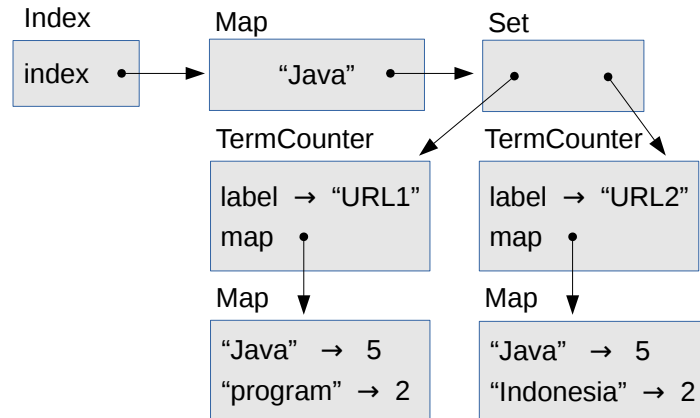 Index
Map
Set
index
“Java”
TermCounter
TermCounter
label → “URL1”
map
label → “URL2”
map
Map
Map
“Java” → 5
“program” → 2
“Java” → 5
“Indonesia” → 2